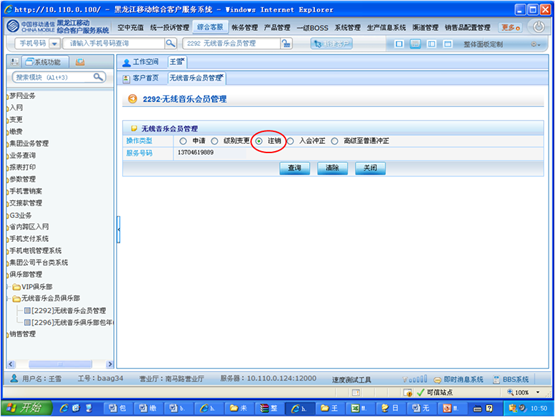 http://10.110.0.100/ - 黑龙江移动综合客户服务系统 - Windows Internet Explorer
中国移动通信 CHINA MOBILE 黑龙江移动 综合客户服务系统 空中充值 统一投诉管理 综合客服 帐务管理 产品管理 一级BOSS 系统管理 生产信息系统 渠道管理 销售品配置管理 更多
手机号码 请输入手机号码查询 2292 无线音乐会员管理 整体面板定制
系统功能 工作空间 王雪
搜索模块 (Alt+3) 客户首页 无线音乐会员管理
梦网业务
入网
变更
缴费
集团业务管理
业务查询
报表打印
参数管理
手机营销案
交接款管理
G3业务
省内跨区入网
手机支付系统
手机电视管理系统
集团公司平台类系统
俱乐部管理
VIP俱乐部
无线音乐会员俱乐部
[2292]无线音乐会员管理
[2296]无线音乐俱乐部包年
销售管理
2292-无线音乐会员管理
无线音乐会员管理
操作类型 申请 级别变更 注销 入会冲正 高级至普通冲正
服务号码 13704619889
查询 清除 关闭
用户名：王雪 工号：baag34 营业厅：南马路营业厅 服务器：10.110.0.124:12000 速度测试工具 即时消息系统 BBS系统
可信站点 100%
开始 包 缴 来 整 王 日 无 10:50